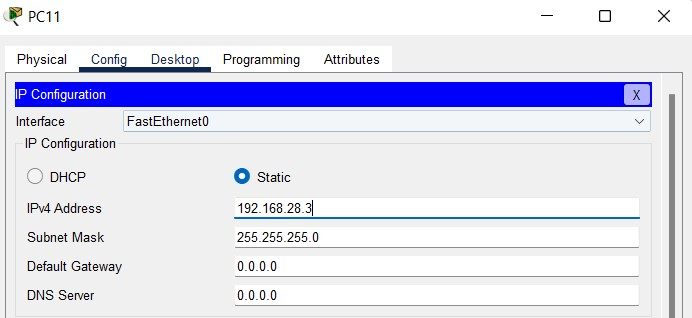 PC11
Physical Config Desktop Programming Attributes
IP Configuration X
Interface FastEthernet0
IP Configuration
DHCP Static
IPv4 Address 192.168.28.3
Subnet Mask 255.255.255.0
Default Gateway 0.0.0.0
DNS Server 0.0.0.0